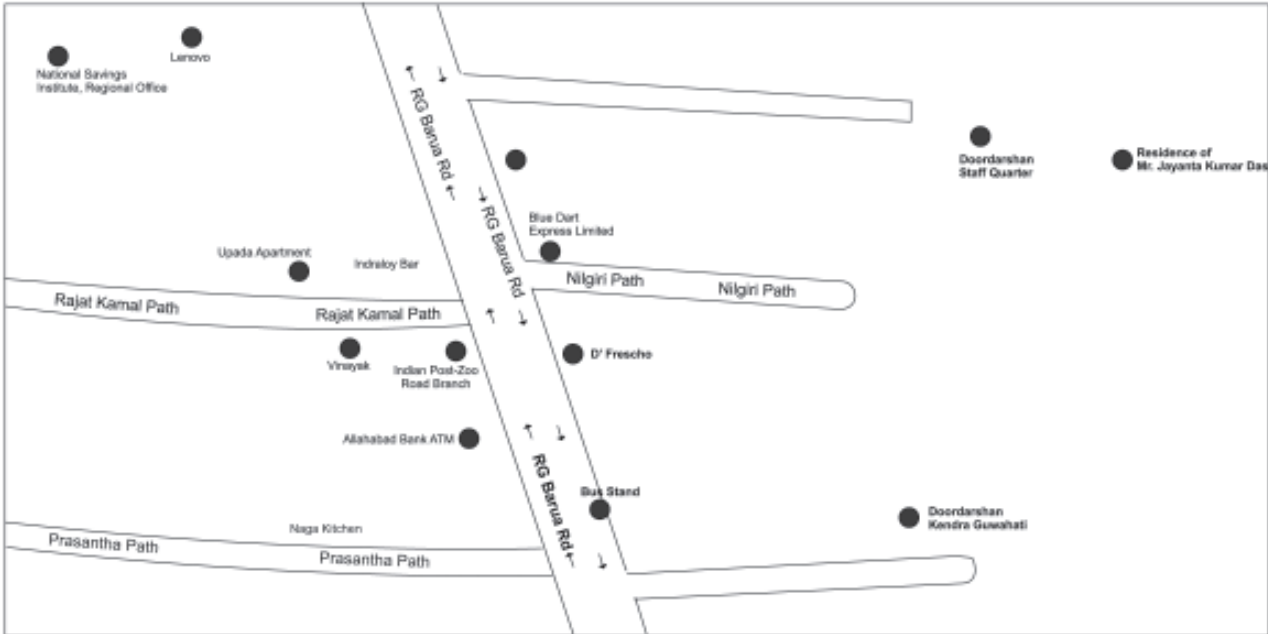 Lenovo
National Savings
Institute, Regional Office
RG Barua Rd
Doordarshan
Staff Quarter
Residence of
Mr. Jayanta Kumar Das
RG Barua Rd
Blue Dart
Express Limited
Upada Apartment
Indraloy Bar
Nilgiri Path
Nilgiri Path
Rajat Kamal Path
Rajat Kamal Path
Vinayak
Indian Post-Zoo
Road Branch
D' Frescho
Allahabad Bank ATM
RG Barua Rd
Bus Stand
Doordarshan
Kendra Guwahati
Naga Kitchen
Prasantha Path
Prasantha Path